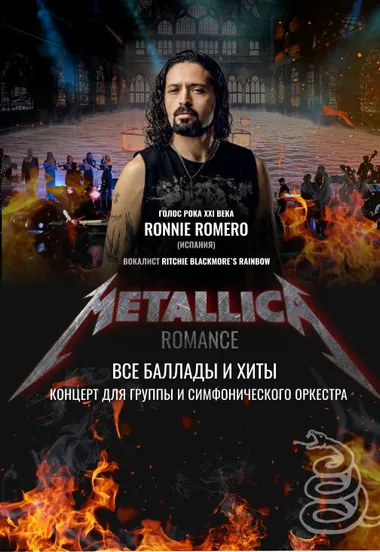 ГОЛОС РОКА XXI ВЕКА
RONNIE ROMERO
(ИСПАНИЯ)
ВОКАЛИСТ RITCHIE BLACKMORE'S RAINBOW
METALLICA
ROMANCE
ВСЕ БАЛЛАДЫ И ХИТЫ
КОНЦЕРТ ДЛЯ ГРУППЫ И СИМФОНИЧЕСКОГО ОРКЕСТРА